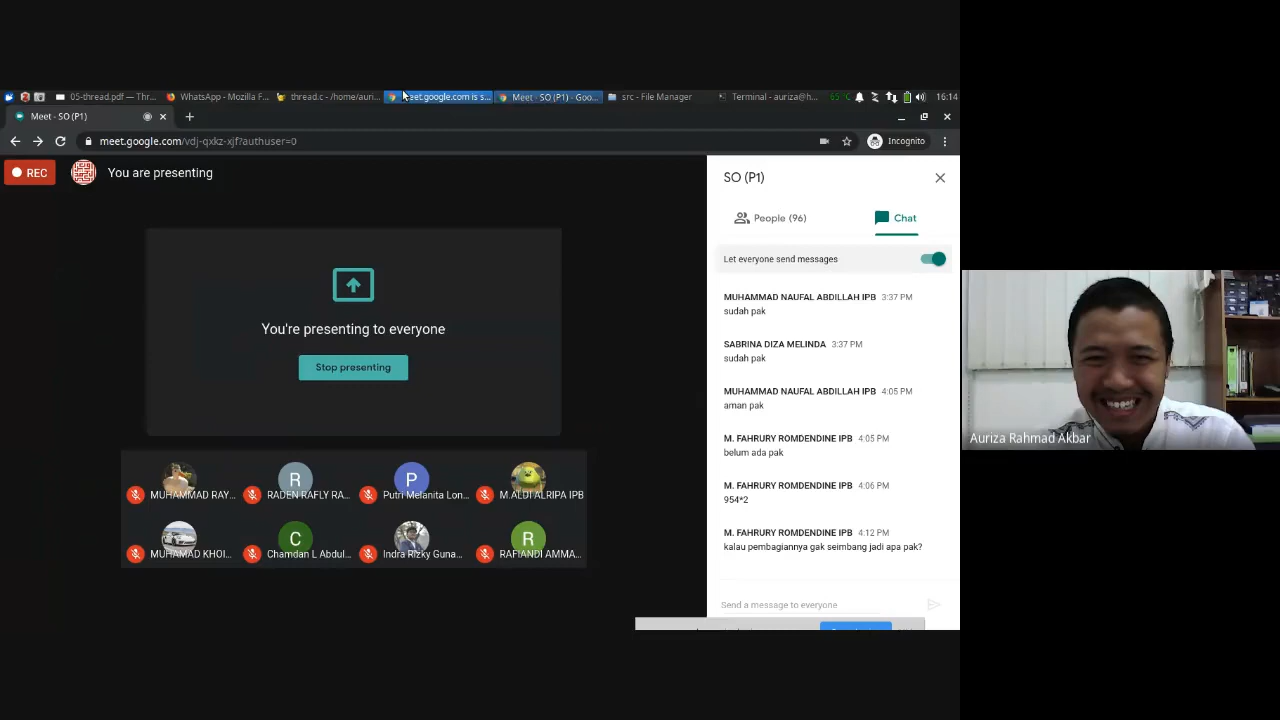 05-thread.pdf — Thr...
WhatsApp - Mozilla F...
thread.c - /home/auri...
meet.google.com is s...
Meet - SO (P1) - Goo...
src - File Manager
Terminal - auriza@h...
65°C
16:14
Meet - SO (P1)
meet.google.com/vdj-qxkz-xjf?authuser=0
Incognito
REC
You are presenting
You're presenting to everyone
Stop presenting
MUHAMMAD RAY...
RADEN RAFLY RA...
P
Putri Melanita Lon...
R
M.ALDI ALRIPA IPB
MUHAMAD KHOI...
C
Chamdan L Abdul...
Indra Rizky Guna...
R
RAFIANDI AMMA...
SO (P1)
People (96)
Chat
Let everyone send messages
MUHAMMAD NAUFAL ABDILLAH IPB 3:37 PM
sudah pak
SABRINA DIZA MELINDA 3:37 PM
sudah pak
MUHAMMAD NAUFAL ABDILLAH IPB 4:05 PM
aman pak
M. FAHRURY ROMDENDINE IPB 4:05 PM
belum ada pak
M. FAHRURY ROMDENDINE IPB 4:06 PM
954*2
M. FAHRURY ROMDENDINE IPB 4:12 PM
kalau pembagiannya gak seimbang jadi apa pak?
Send a message to everyone
Auriza Rahmad Akbar